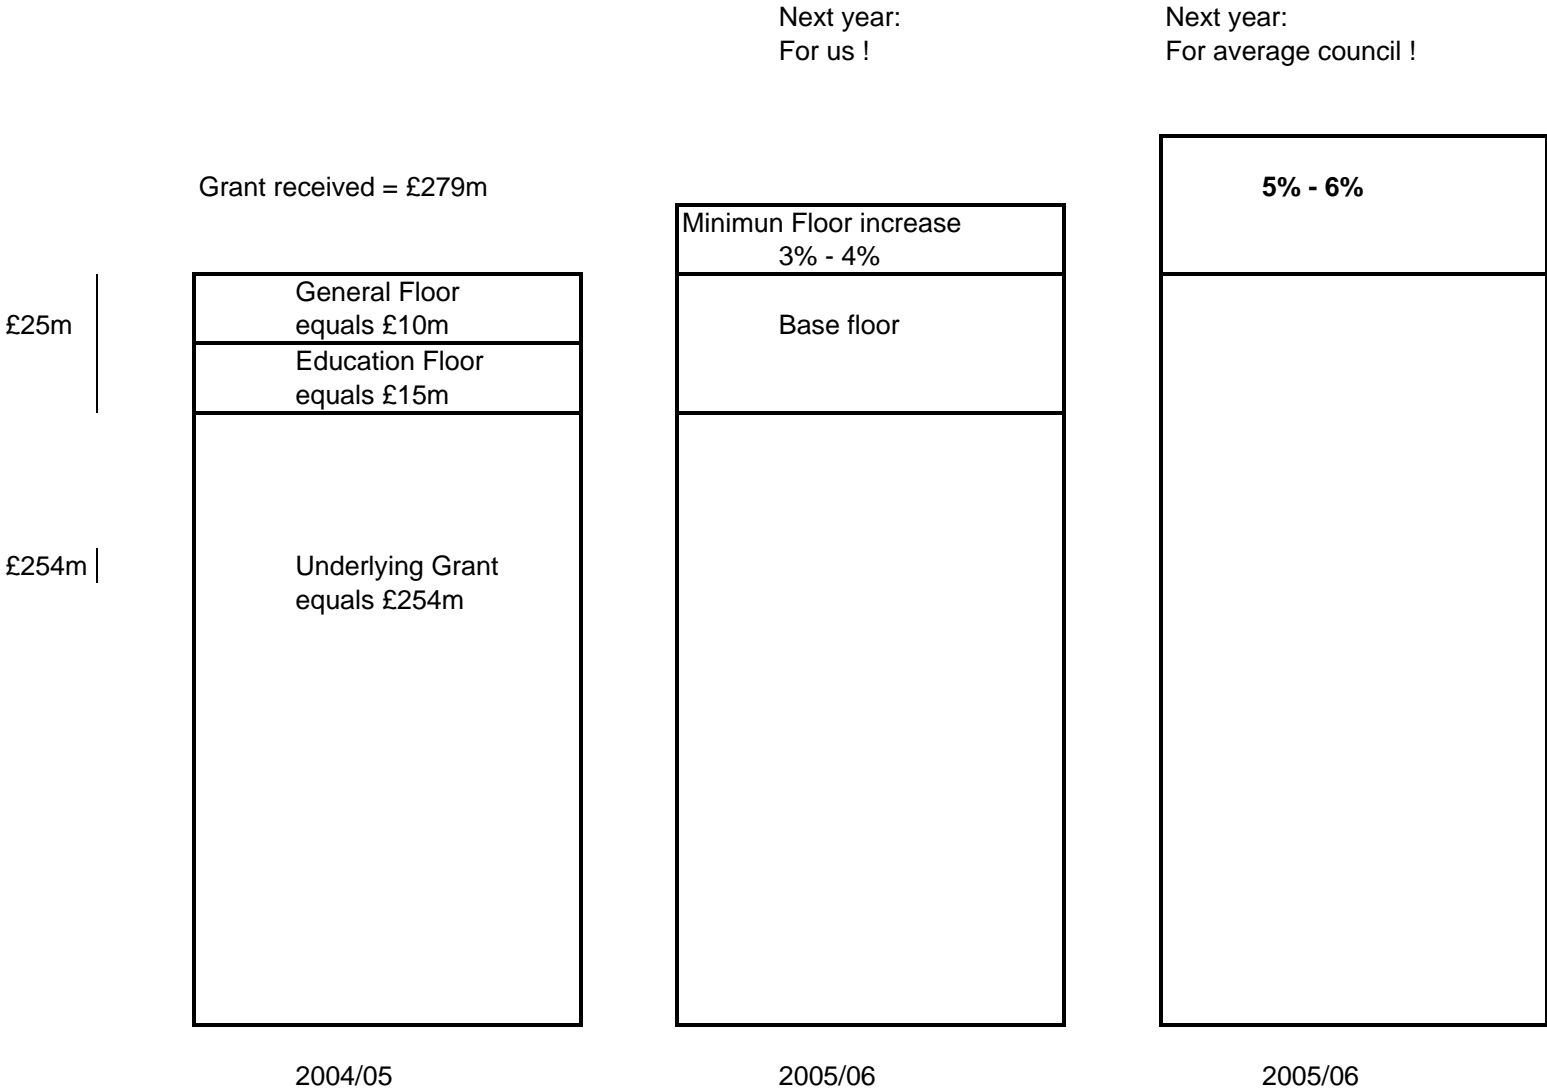 Next year:
For us !
Next year:
For average council !
Grant received = £279m
5% - 6%
Minimun Floor increase
3% - 4%
£25m
General Floor
equals £10m
Base floor
Education Floor
equals £15m
£254m
Underlying Grant
equals £254m
2004/05
2005/06
2005/06